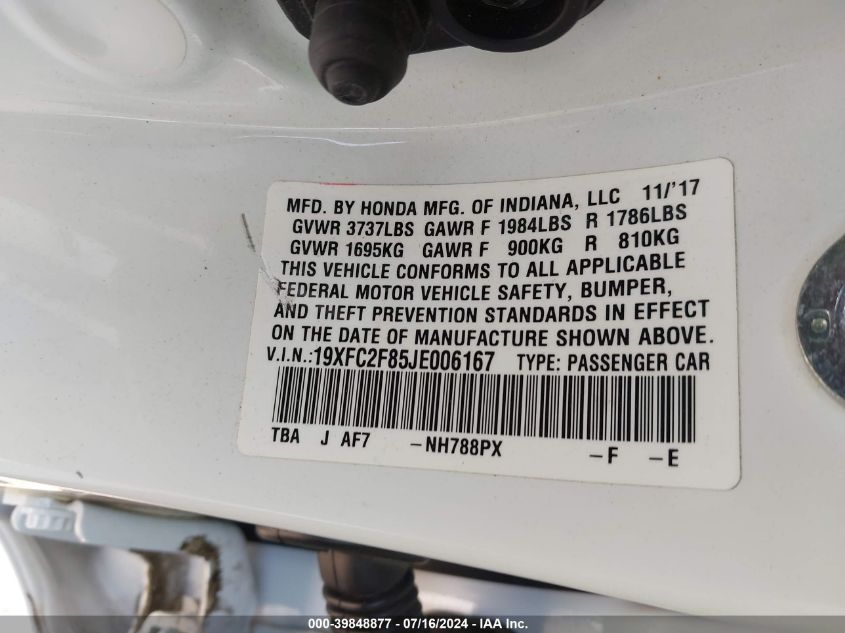 MFD. BY HONDA MFG. OF INDIANA, LLC 11/'17
GVWR 3737LBS GAWR F 1984LBS R 1786LBS
GVWR 1695KG GAWR F 900KG R 810KG
THIS VEHICLE CONFORMS TO ALL APPLICABLE
FEDERAL MOTOR VEHICLE SAFETY, BUMPER,
AND THEFT PREVENTION STANDARDS IN EFFECT
ON THE DATE OF MANUFACTURE SHOWN ABOVE.
V.I.N.:19XFC2F85JE006167 TYPE: PASSENGER CAR
TBA J AF7 -NH788PX -F -E
000-39848877 - 07/16/2024 - IAA Inc.